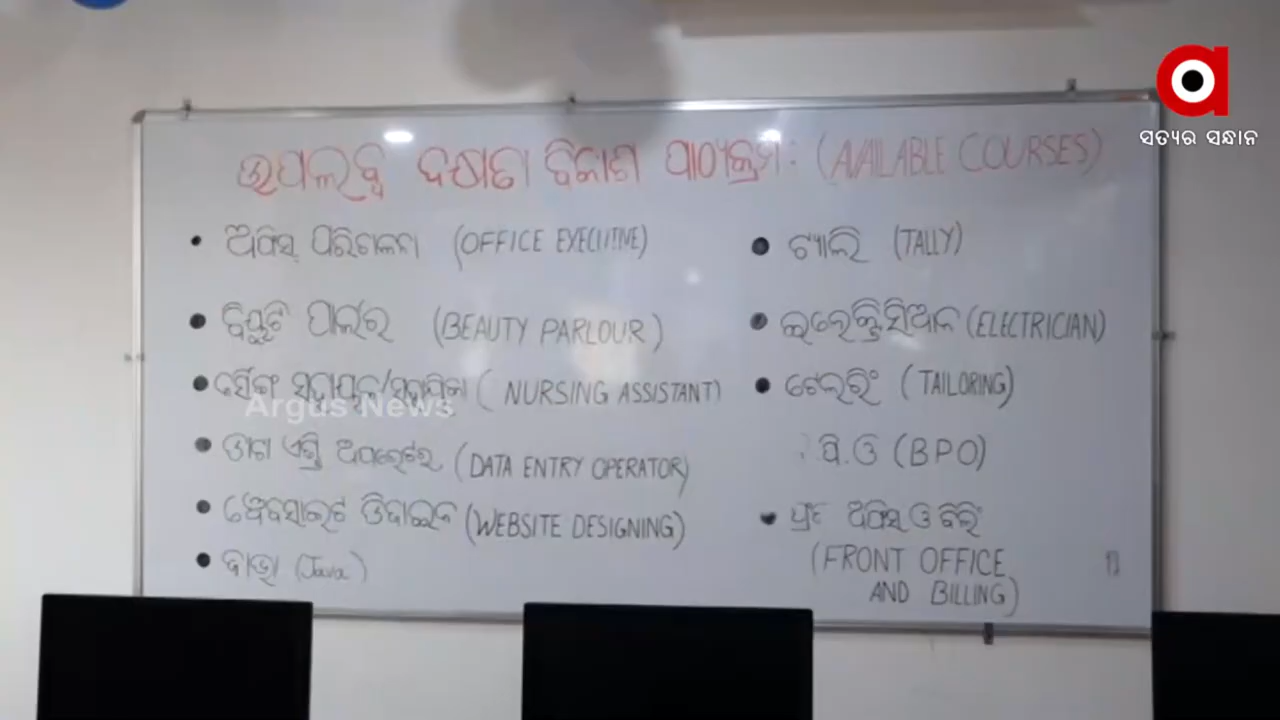 ସତ୍ୟର ସନ୍ଧାନ
ଉପଲବ୍ଧ ଦକ୍ଷତା ବିକାଶ ପାଠ୍ୟକ୍ରମ : (AVAILABLE COURSES)
• ଅଫିସ୍ ପରିଚାଳନା (OFFICE EXECUTIVE)
• ବିୟୁଟି ପାର୍ଲର (BEAUTY PARLOUR)
• ନର୍ସିଙ୍ଗ ସହାୟକ/ସହାୟିକା (NURSING ASSISTANT)
Argus News
• ଡାଟା ଏଣ୍ଟ୍ରି ଅପରେଟର (DATA ENTRY OPERATOR)
• ୱେବସାଇଟ ଡିଜାଇନ (WEBSITE DESIGNING)
• ଜାଭା (Java)
• ଟ୍ୟାଲି (TALLY)
• ଇଲେକ୍ଟ୍ରିସିଆନ (ELECTRICIAN)
• ଟେଲରିଂ (TAILORING)
ପି.ଓ (BPO)
• ଫ୍ରଣ୍ଟ ଅଫିସ ଓ ବିଲିଂ
(FRONT OFFICE
AND BILLING)